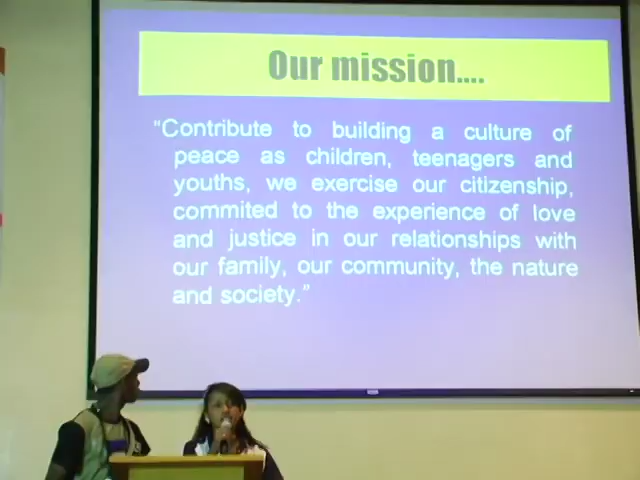 Our mission....
"Contribute to building a culture of
peace as children, teenagers and
youths, we exercise our citizenship,
commited to the experience of love
and justice in our relationships with
our family, our community, the nature
and society."